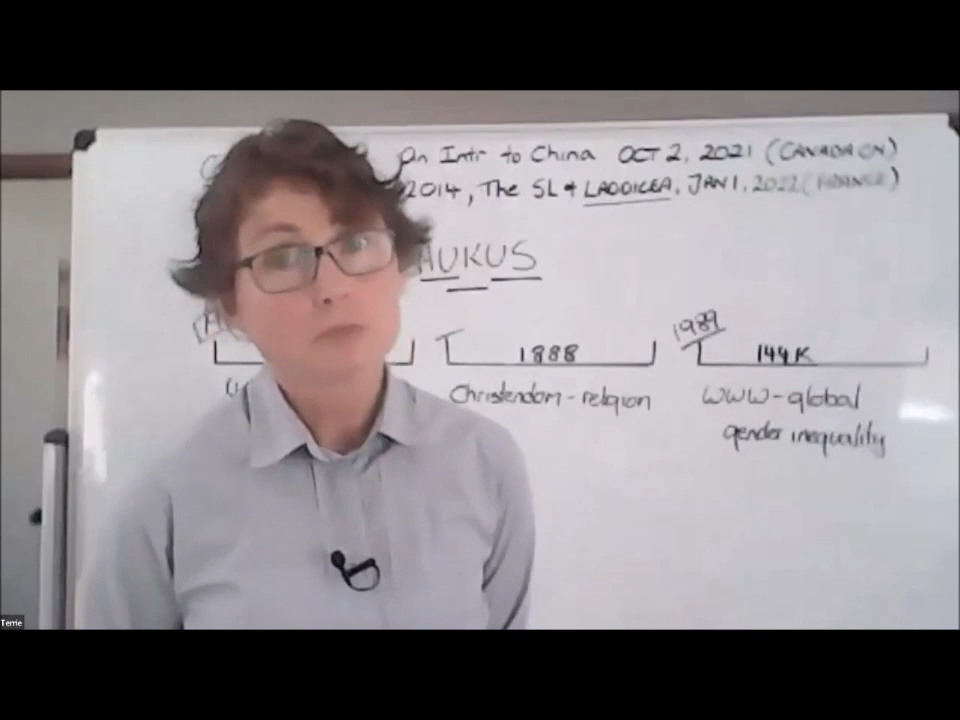 An Intr to China OCT 2, 2021 (CANADA ON)
2014, The SL & LAODICEA, JAN 1, 2022 (FRANCE)
AUKUS
1989
1888
144K
Christendom - religion
WWW - global
gender inequality
Terrie